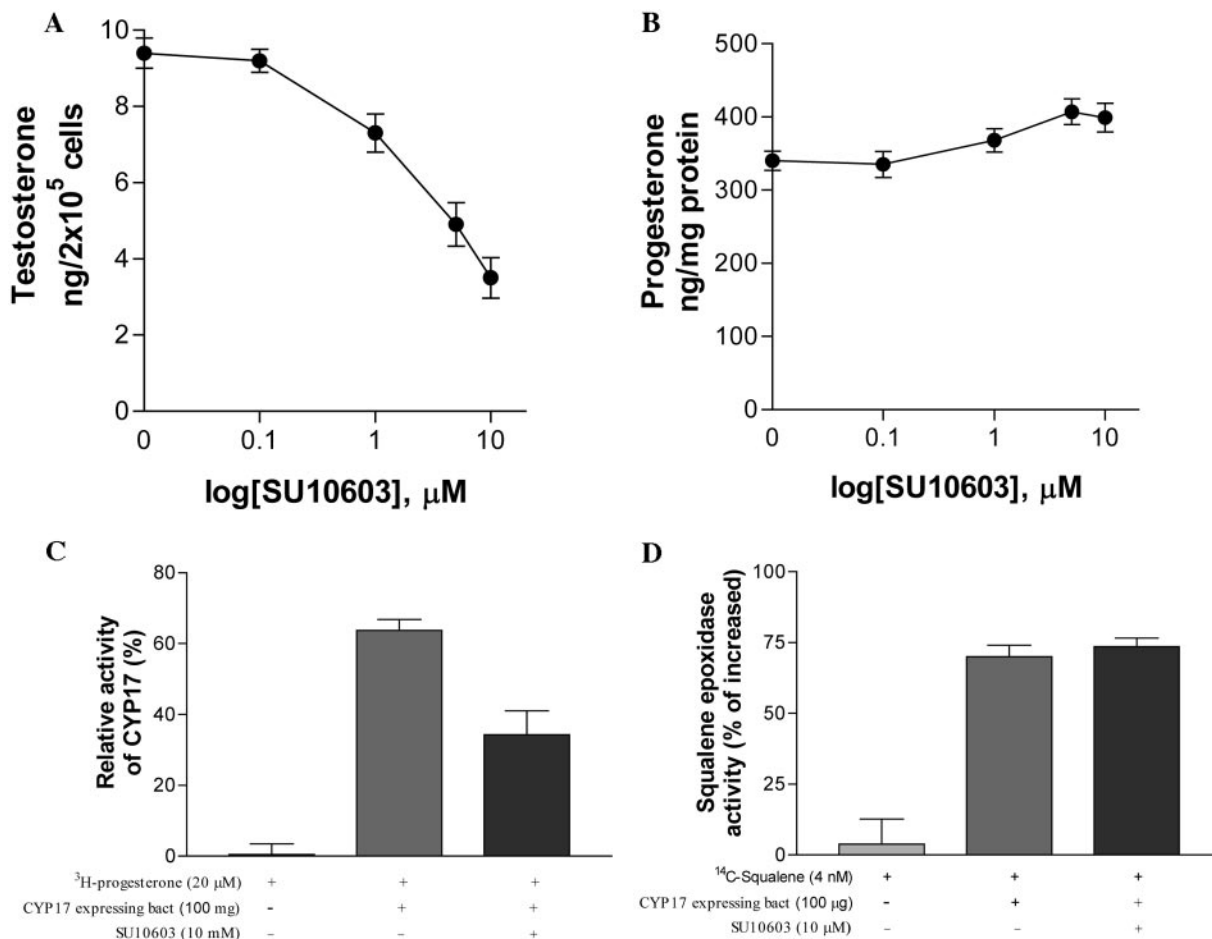 A
Testosterone
ng/2x10⁵ cells
10
8
6
4
2
0
0 0.1 1 10
log[SU10603], μM
B
Progesterone
ng/mg protein
500
400
300
200
100
0
0 0.1 1 10
log[SU10603], μM
C
Relative activity
of CYP17 (%)
80
60
40
20
0
³H-progesterone (20 μM) + + +
CYP17 expressing bact (100 mg) - + +
SU10603 (10 mM) - - +
D
Squalene epoxidase
activity (% of increased)
100
75
50
25
0
¹⁴C-Squalene (4 nM) + + +
CYP17 expressing bact (100 μg) - + +
SU10603 (10 μM) - - +